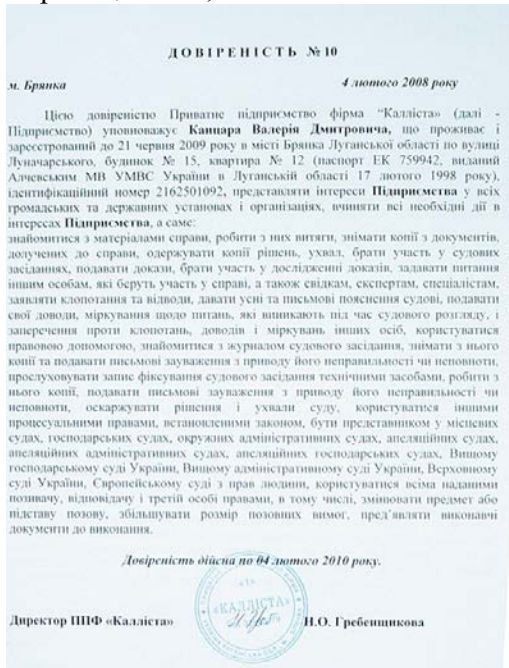 ДОВІРЕНІСТЬ №10
м. Брянка 4 лютого 2008 року
Цією довіреністю Приватне підприємство фірма “Калліста” (далі -
Підприємство) уповноважує Канцара Валерія Дмитровича, що проживає і
зареєстрований до 21 червня 2009 року в місті Брянка Луганської області по вулиці
Луначарського, будинок № 15, квартира № 12 (паспорт ЕК 759942, виданий
Алчевським МВ УМВС України в Луганській області 17 лютого 1998 року),
ідентифікаційний номер 2162501092, представляти інтереси Підприємства у всіх
громадських та державних установах і організаціях, вчиняти всі необхідні дії в
інтересах Підприємства, а саме:
знайомитися з матеріалами справи, робити з них витяги, знімати копії з документів,
долучених до справи, одержувати копії рішень, ухвал, брати участь у судових
засіданнях, подавати докази, брати участь у дослідженні доказів, задавати питання
іншим особам, які беруть участь у справі, а також свідкам, експертам, спеціалістам,
заявляти клопотання та відводи, давати усні та письмові пояснення судові, подавати
свої доводи, міркування щодо питань, які виникають під час судового розгляду, і
заперечення проти клопотань, доводів і міркувань інших осіб, користуватися
правовою допомогою, знайомитися з журналом судового засідання, знімати з нього
копії та подавати письмові зауваження з приводу його неправильності чи неповноти,
прослуховувати запис фіксування судового засідання технічними засобами, робити з
нього копії, подавати письмові зауваження з приводу його неправильності чи
неповноти, оскаржувати рішення і ухвали суду, користуватися іншими
процесуальними правами, встановленими законом, бути представником у місцевих
судах, господарських судах, окружних адміністративних судах, апеляційних судах,
апеляційних адміністративних судах, апеляційних господарських судах, Вищому
господарському суді України, Вищому адміністративному суді України, Верховному
суді України, Європейському суді з прав людини, користуватися всіма наданими
позивачу, відповідачу і третій особі правами, в тому числі, змінювати предмет або
підставу позову, збільшувати розмір позовних вимог, пред’являти виконавчі
документи до виконання.
Довіреність дійсна по 04 лютого 2010 року.
«КАЛЛІСТА»
Директор ППФ «Калліста» Н.О. Гребенщикова